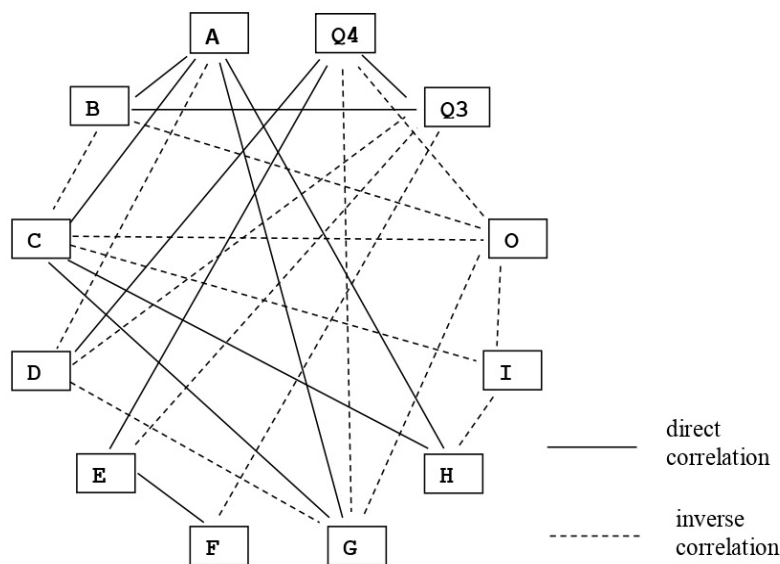 A
Q4
B
Q3
C
O
D
I
E
H
F
G
direct
correlation
inverse
correlation